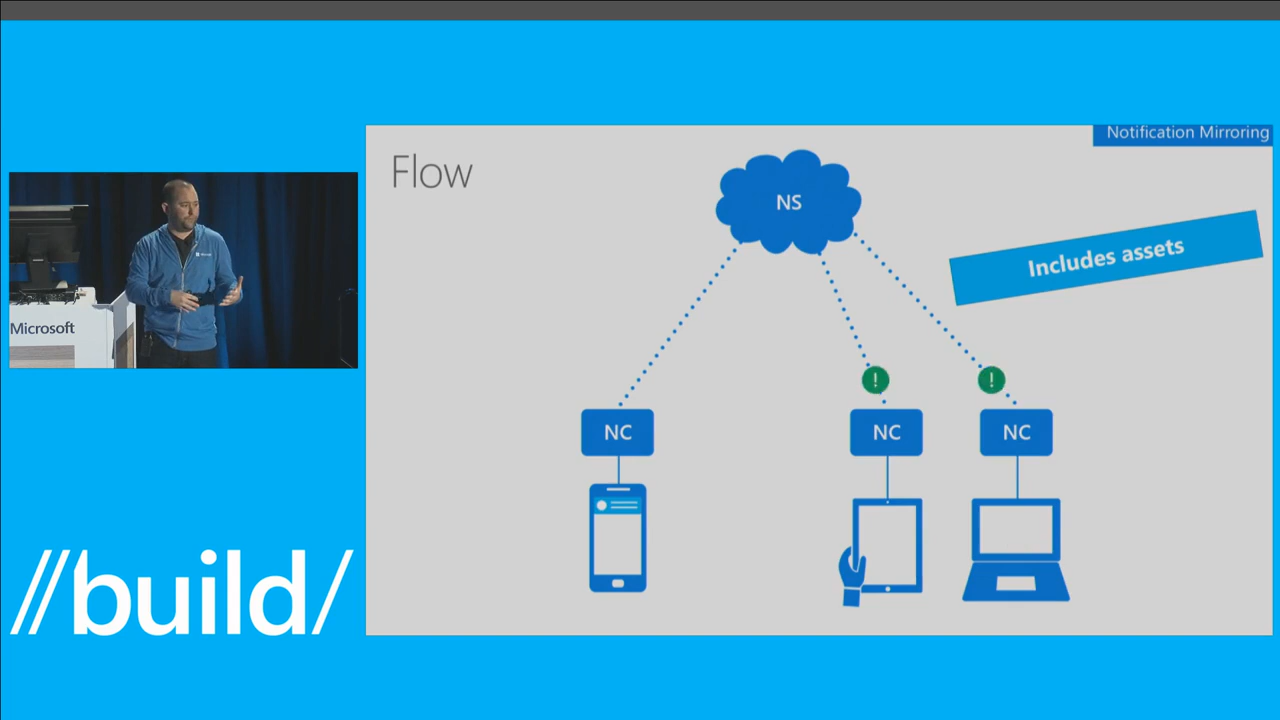 Notification Mirroring
Flow
NS
Includes assets
!
!
NC
NC
NC
Microsoft
//build/